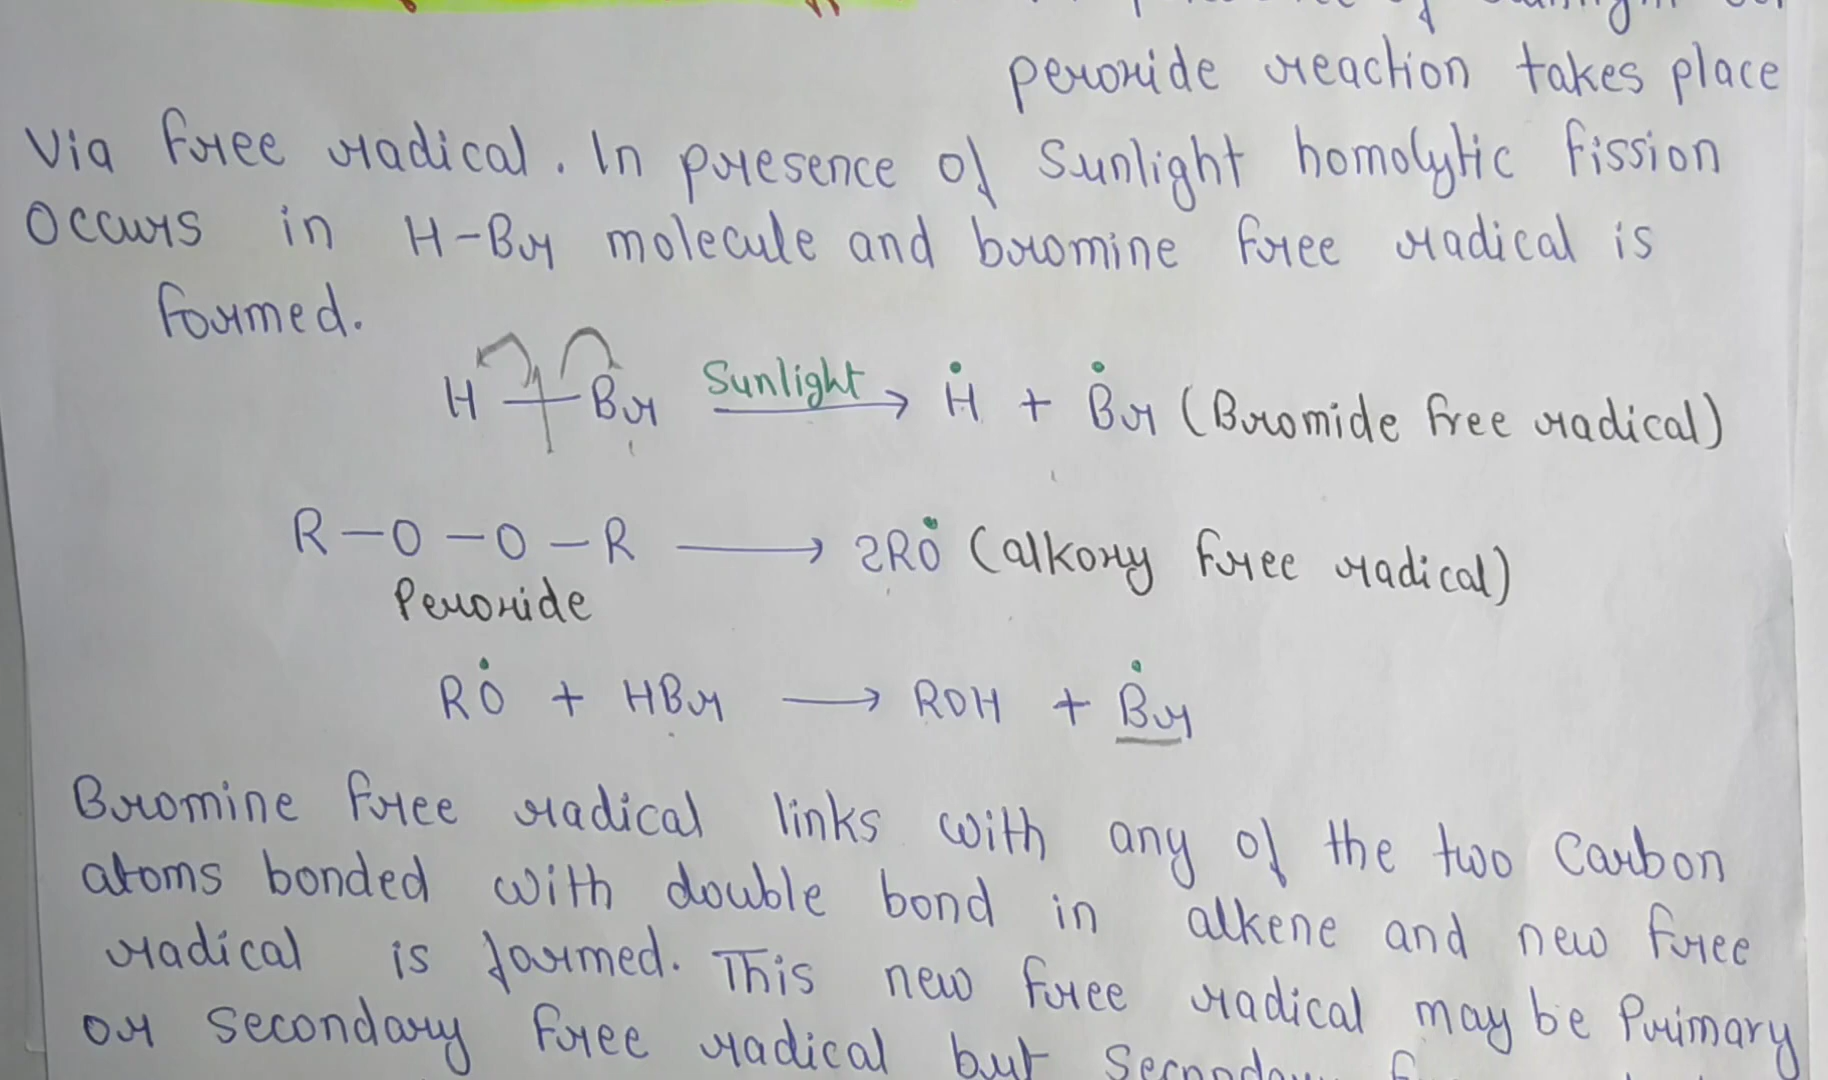 peroxide reaction takes place
Via free radical. In presence of Sunlight homolytic fission
Occurs in H-Br molecule and bromine free radical is
formed.
H — Br Sunlight → Ḣ + Ḃr (Bromide free radical)
R-O-O-R → 2RȮ (alkoxy free radical)
Peroxide
RȮ + HBr → ROH + Ḃr
Bromine free radical links with any of the two Carbon
atoms bonded with double bond in alkene and new free
radical is formed. This new free radical may be Primary
or secondary free radical but